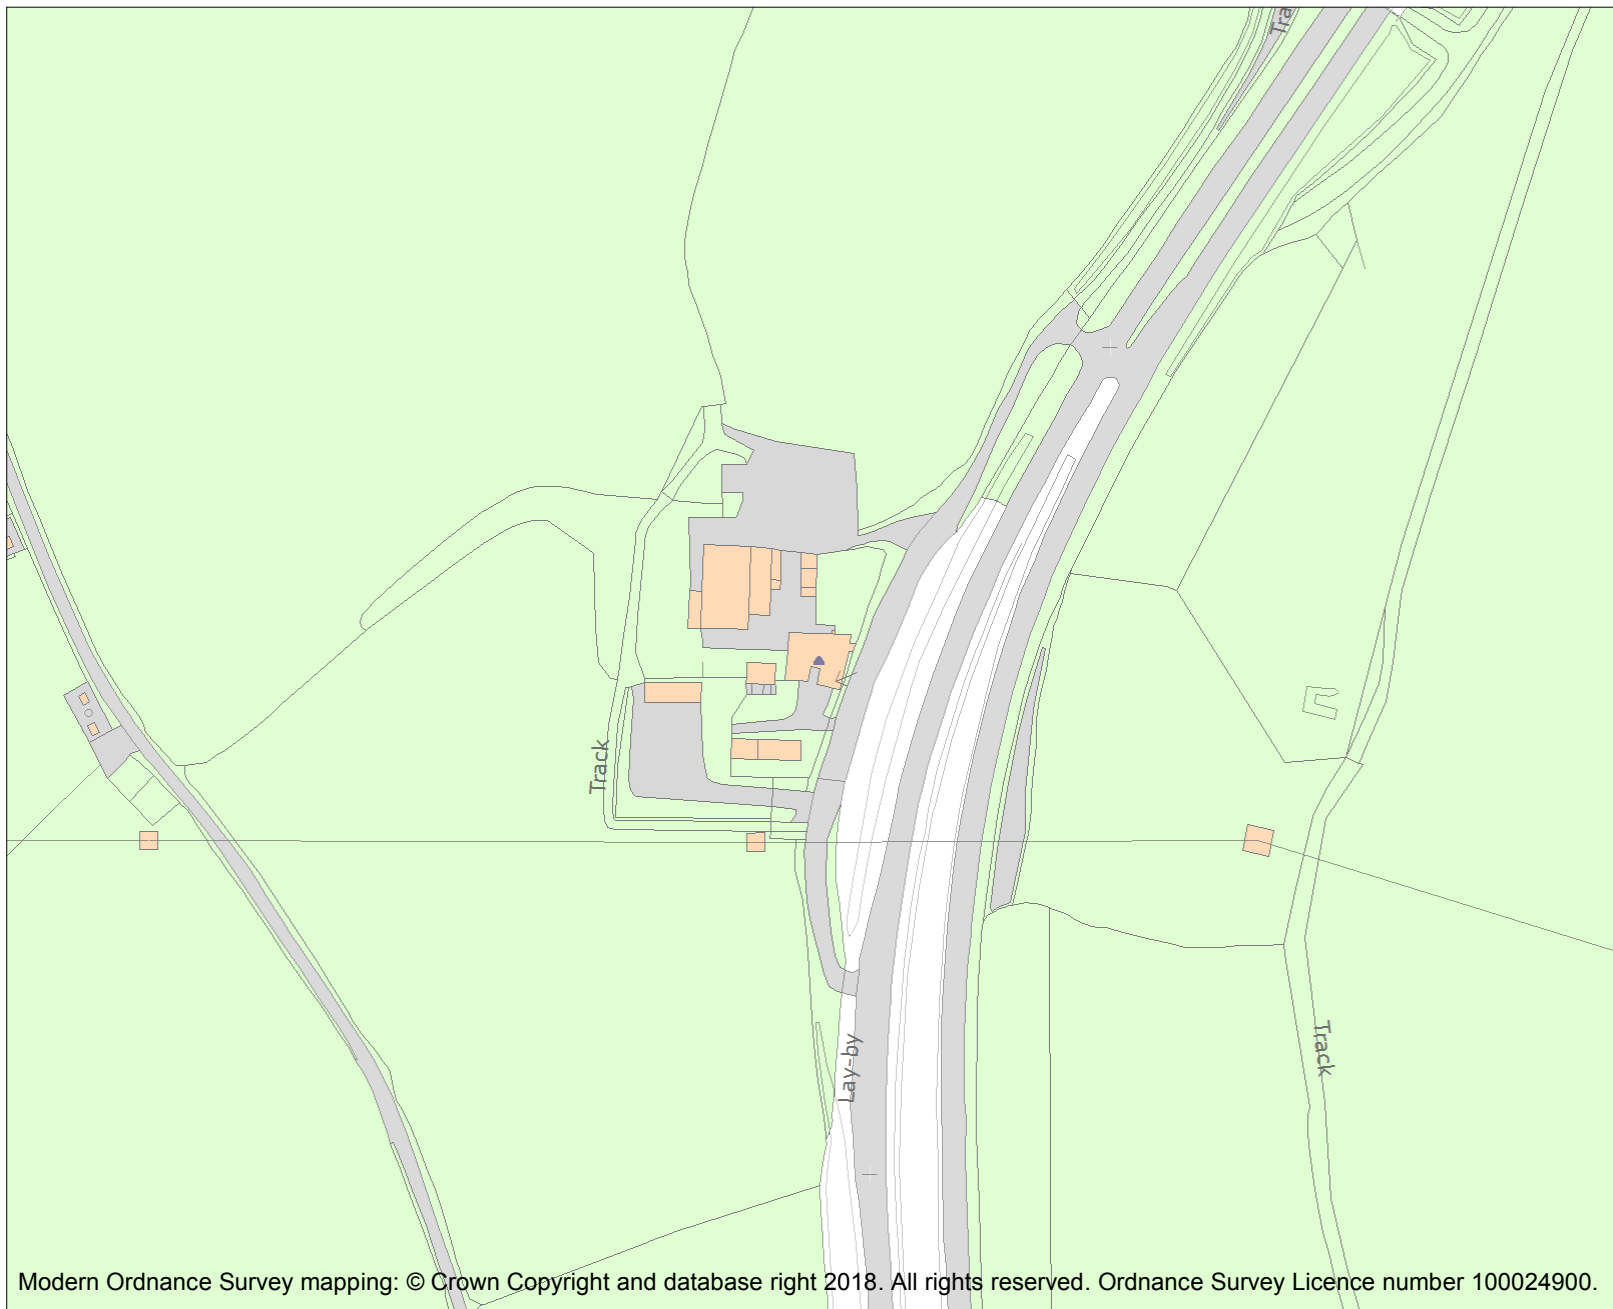 Tra
Track
Lay-by
Track
Modern Ordnance Survey mapping: © Crown Copyright and database right 2018. All rights reserved. Ordnance Survey Licence number 100024900.